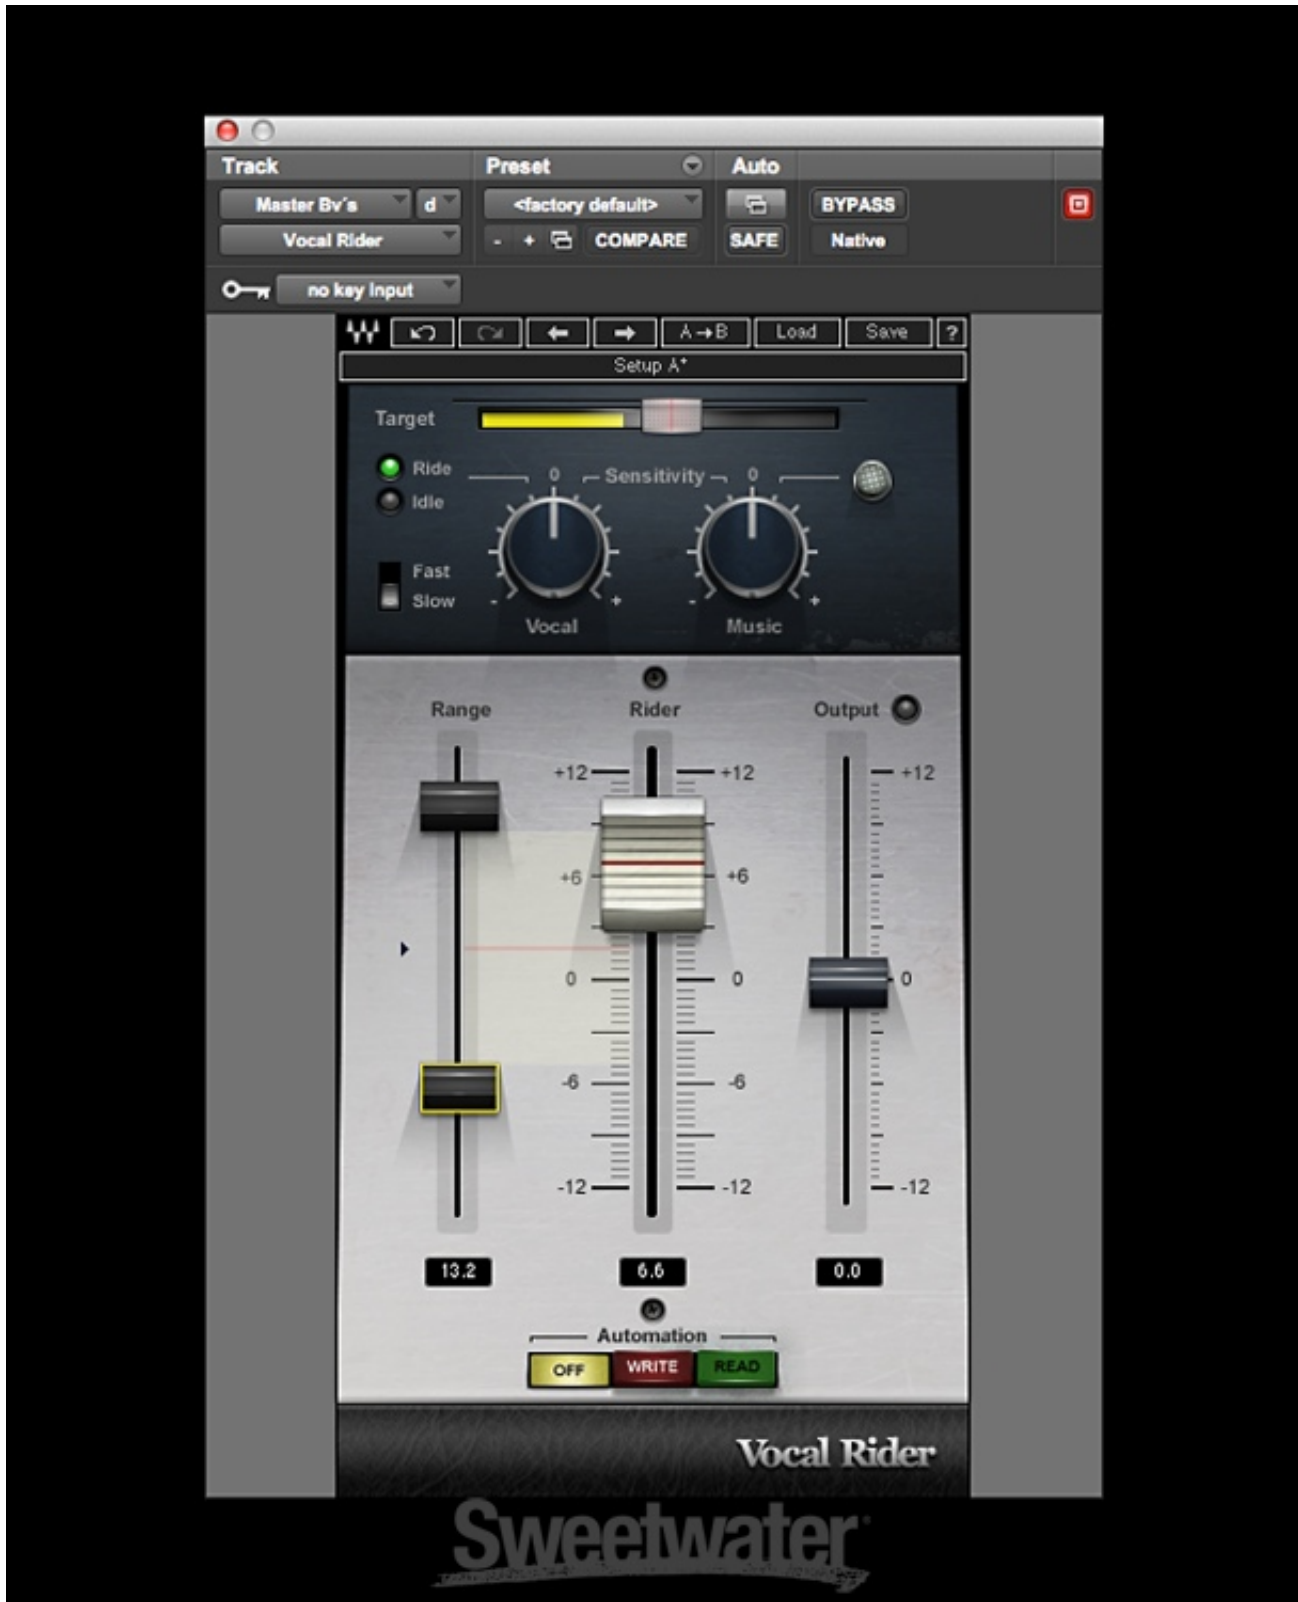 Track Preset Auto
Master Bv's d <factory default> BYPASS
Vocal Rider - + COMPARE SAFE Native
no key input
A→B Load Save ?
Setup A*
Target
Ride 0 Sensitivity 0
Idle
Fast
Slow - + - +
Vocal Music
Range Rider Output
+12 +12 +12
+6 +6
0 0 0
-6 -6
-12 -12 -12
13.2 6.6 0.0
Automation
OFF WRITE READ
Vocal Rider
Sweetwater